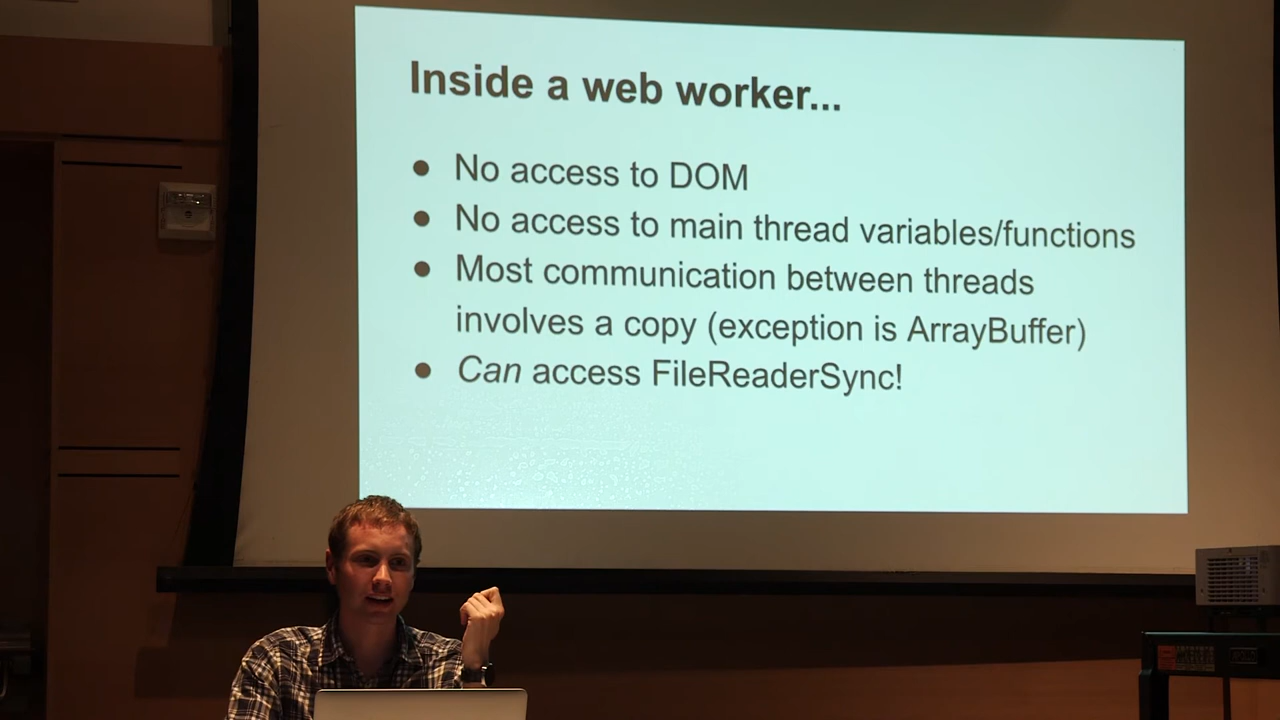 Inside a web worker...
● No access to DOM
● No access to main thread variables/functions
● Most communication between threads
involves a copy (exception is ArrayBuffer)
● Can access FileReaderSync!